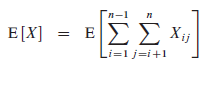 E[X] = E[∑_{i=1}^{n−1} ∑_{j=i+1}^{n} X_{ij}]